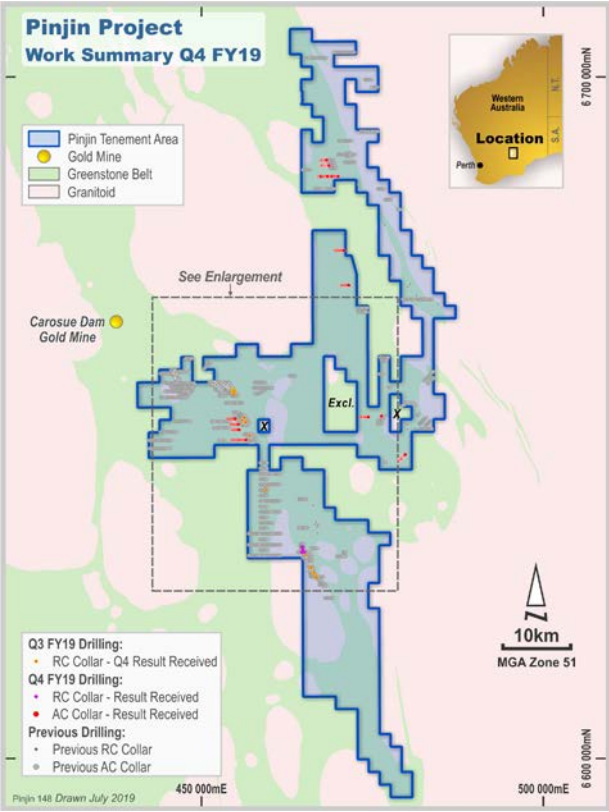 Pinjin Project
Work Summary Q4 FY19
6 700 000mN
Western
Australia
N.T.
S.A.
Location
Perth
Pinjin Tenement Area
Gold Mine
Greenstone Belt
Granitoid
See Enlargement
Carosue Dam
Gold Mine
Excl.
X
X
Q3 FY19 Drilling:
RC Collar - Q4 Result Received
Q4 FY19 Drilling:
RC Collar - Result Received
AC Collar - Result Received
Previous Drilling:
Previous RC Collar
Previous AC Collar
N
10km
MGA Zone 51
6 600 000mN
Pinjin 148 Drawn July 2019
450 000mE
500 000mE